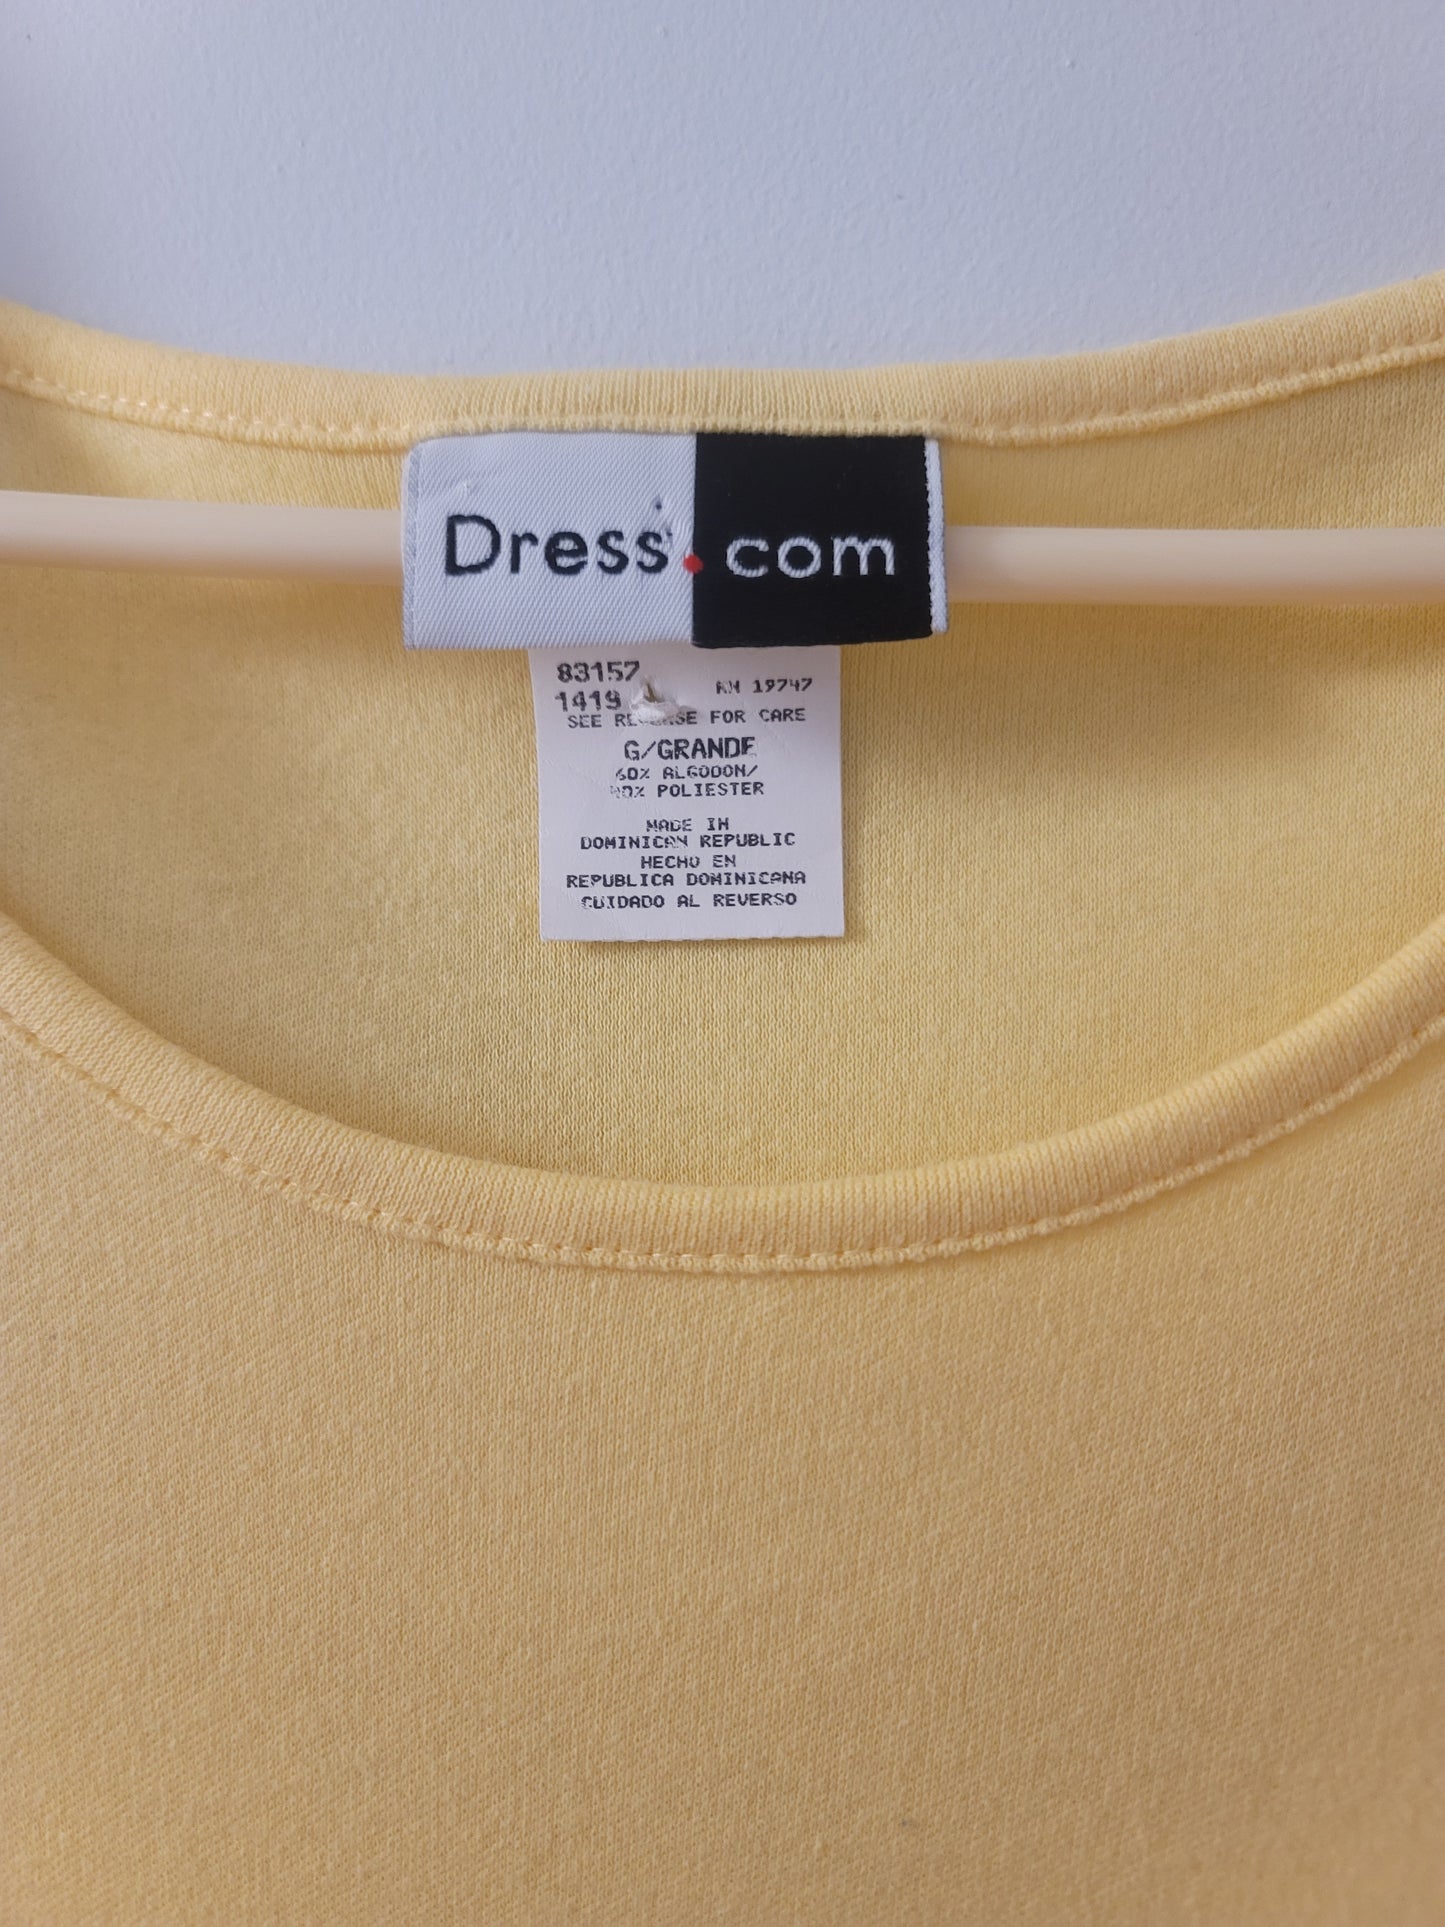 Dress.com
83157
1419 RN 19747
SEE REVERSE FOR CARE
G/GRANDE
60% ALGODON/
40% POLIESTER
MADE IN
DOMINICAN REPUBLIC
HECHO EN
REPUBLICA DOMINICANA
CUIDADO AL REVERSO